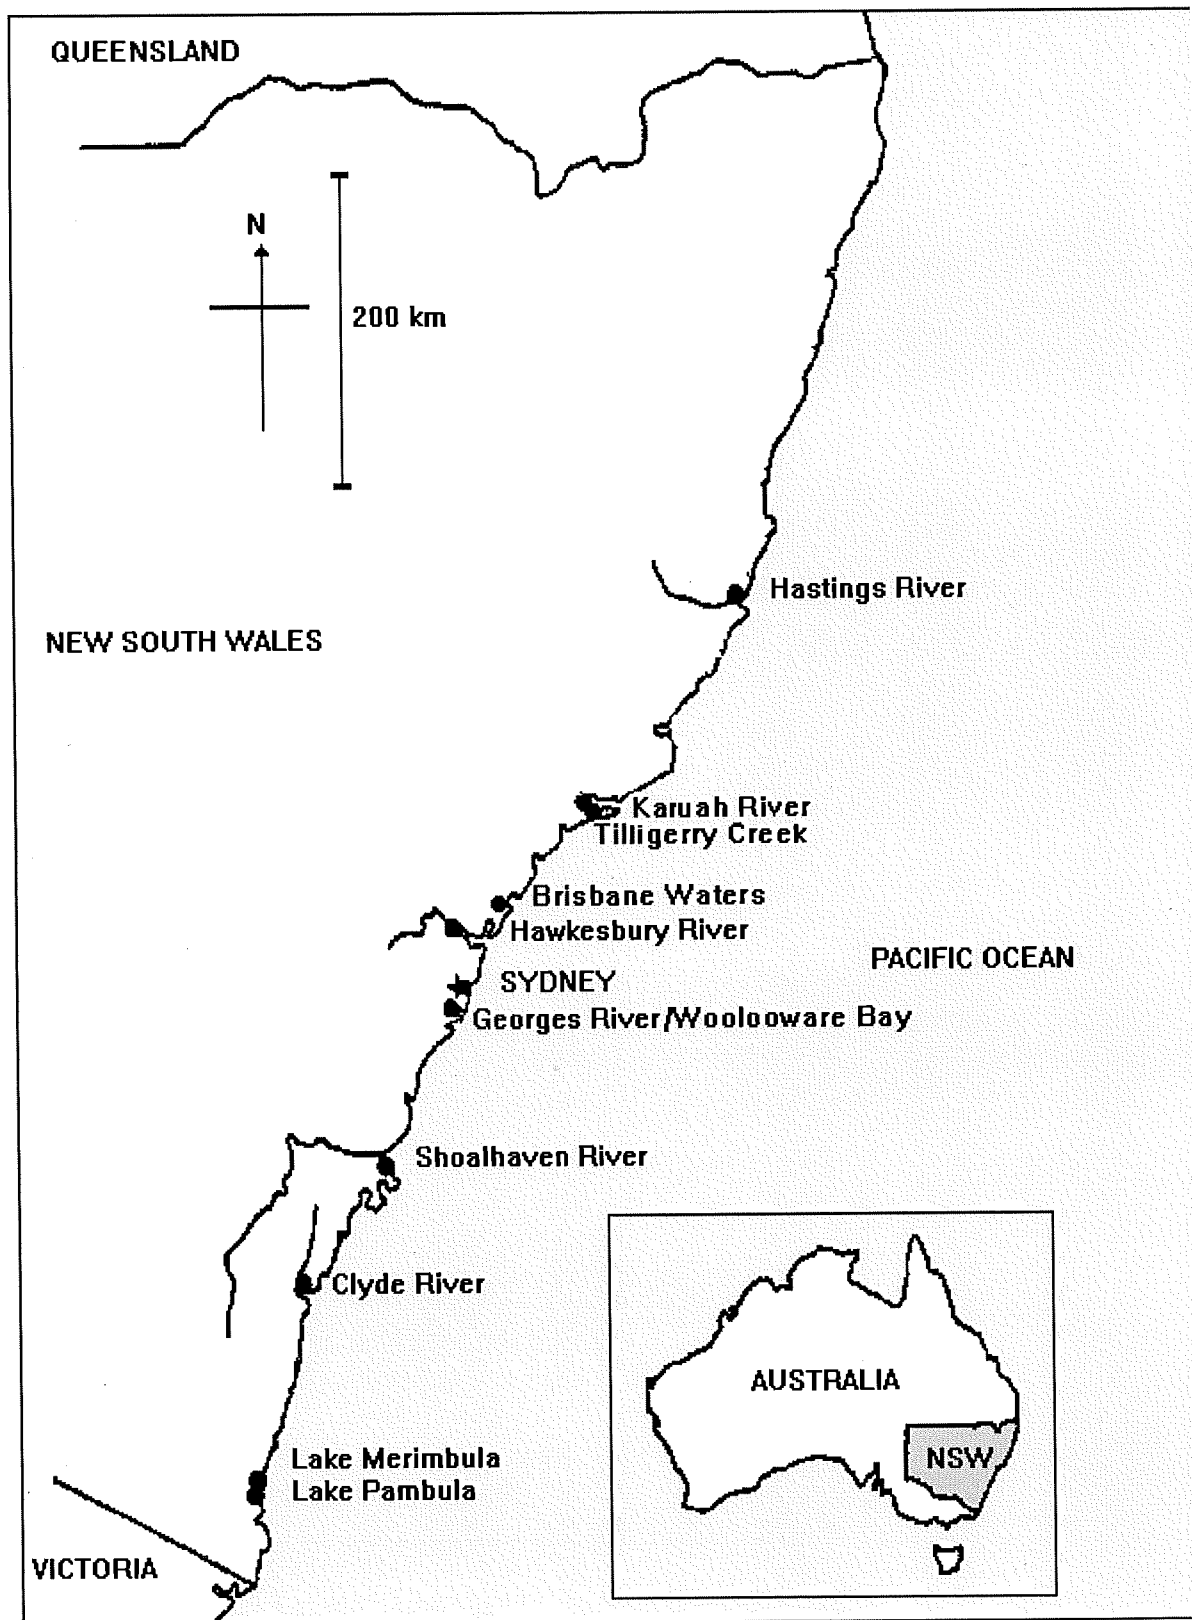 QUEENSLAND
N
200 km
Hastings River
NEW SOUTH WALES
Karuah River
Tilligerry Creek
Brisbane Waters
Hawkesbury River
PACIFIC OCEAN
SYDNEY
Georges River/Woolooware Bay
Shoalhaven River
Clyde River
AUSTRALIA
NSW
Lake Merimbula
Lake Pambula
VICTORIA